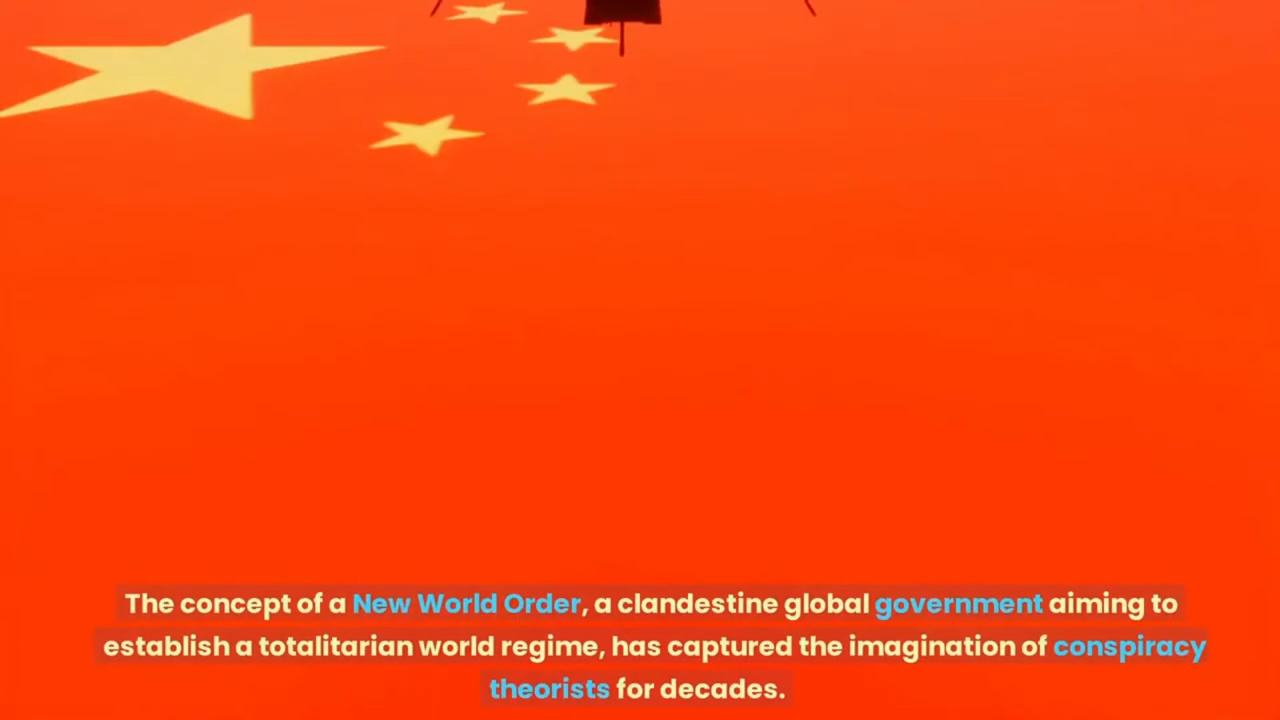 The concept of a New World Order, a clandestine global government aiming to
establish a totalitarian world regime, has captured the imagination of conspiracy
theorists for decades.